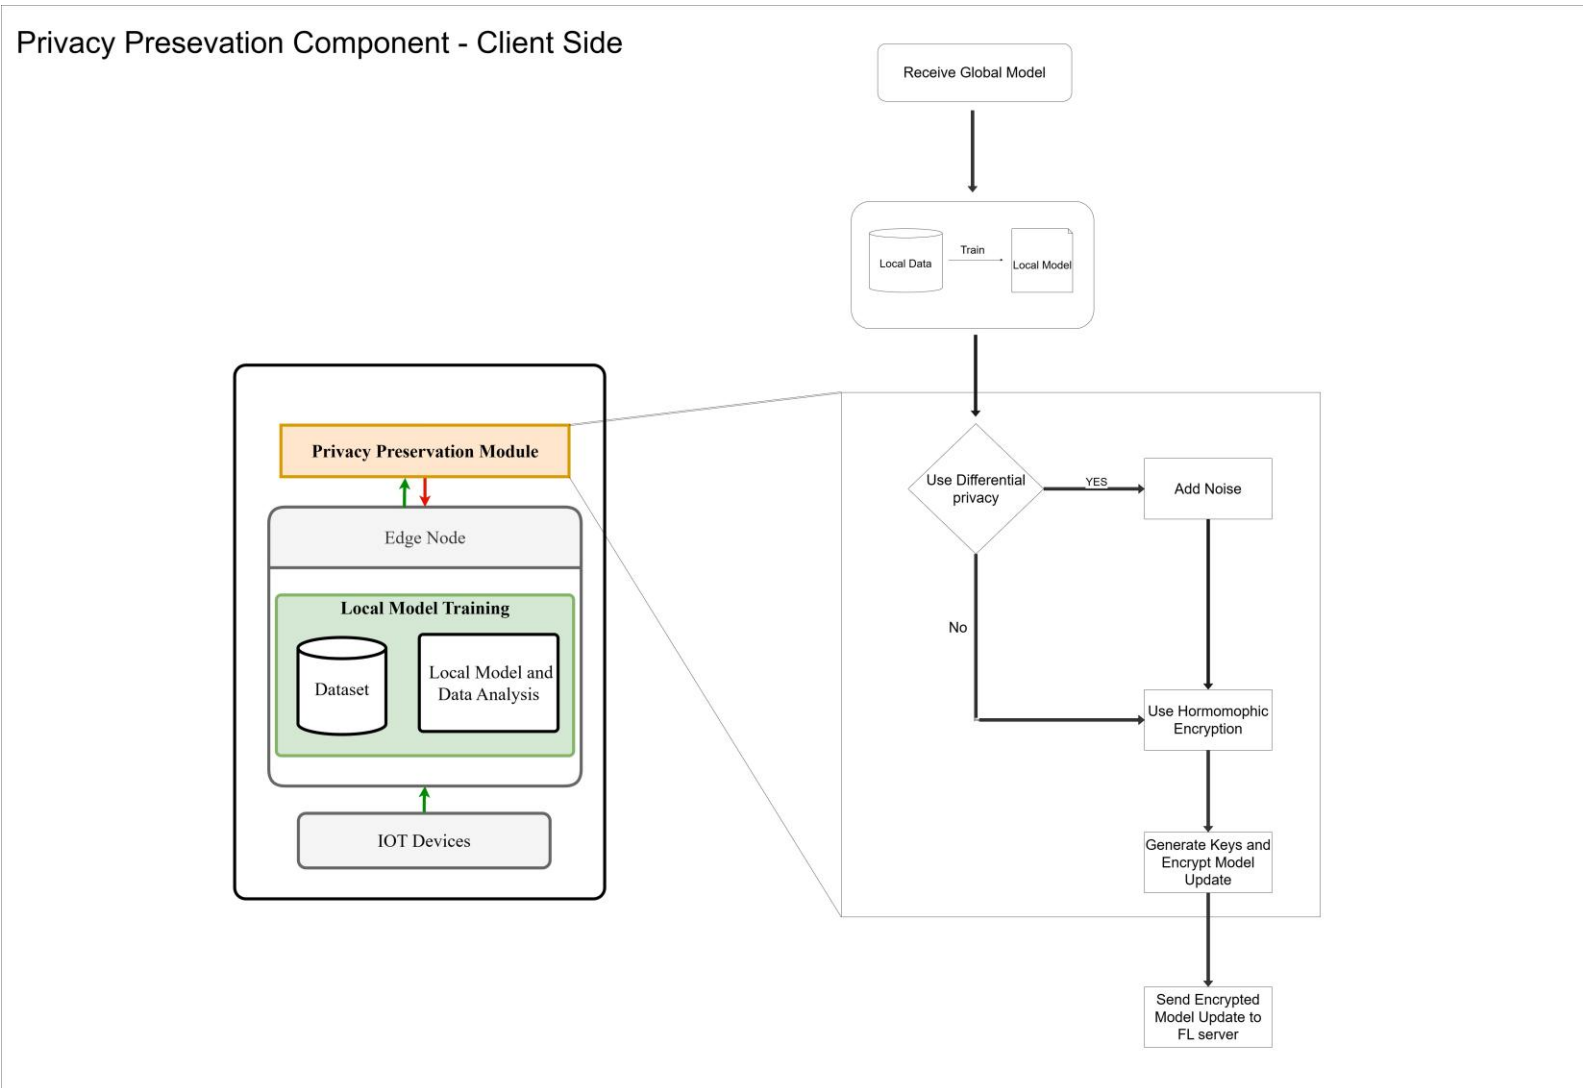 Privacy Presevation Component - Client Side
Receive Global Model
Local Data
Train
Local Model
Privacy Preservation Module
Edge Node
Local Model Training
Dataset
Local Model and
Data Analysis
IOT Devices
Use Differential
privacy
YES
Add Noise
No
Use Hormomophic
Encryption
Generate Keys and
Encrypt Model
Update
Send Encrypted
Model Update to
FL server